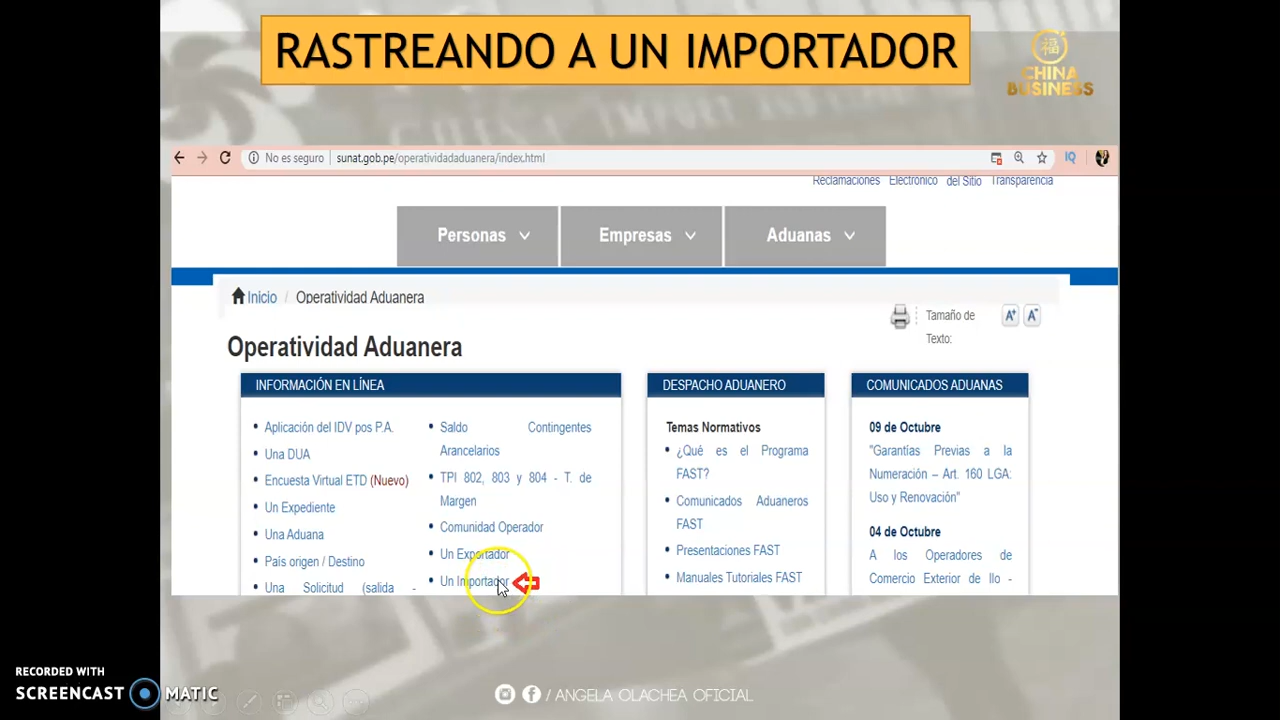 RASTREANDO A UN IMPORTADOR
福
CHINA
BUSINESS
No es seguro
sunat.gob.pe/operatividadaduanera/index.html
IQ
Reclamaciones Electrónico del Sitio Transparencia
Personas
Empresas
Aduanas
Inicio / Operatividad Aduanera
Tamaño de
Texto:
A+
A-
Operatividad Aduanera
INFORMACIÓN EN LÍNEA
• Aplicación del IDV pos P.A.
• Una DUA
• Encuesta Virtual ETD (Nuevo)
• Un Expediente
• Una Aduana
• País origen / Destino
• Una Solicitud (salida -
• Saldo Contingentes
Arancelarios
• TPI 802, 803 y 804 - T. de
Margen
• Comunidad Operador
• Un Exportador
• Un Importador
DESPACHO ADUANERO
Temas Normativos
• ¿Qué es el Programa
FAST?
• Comunicados Aduaneros
FAST
• Presentaciones FAST
• Manuales Tutoriales FAST
COMUNICADOS ADUANAS
09 de Octubre
"Garantías Previas a la
Numeración – Art. 160 LGA:
Uso y Renovación"
04 de Octubre
A los Operadores de
Comercio Exterior de Ilo -
RECORDED WITH
SCREENCAST MATIC
/ ANGELA OLACHEA OFICIAL